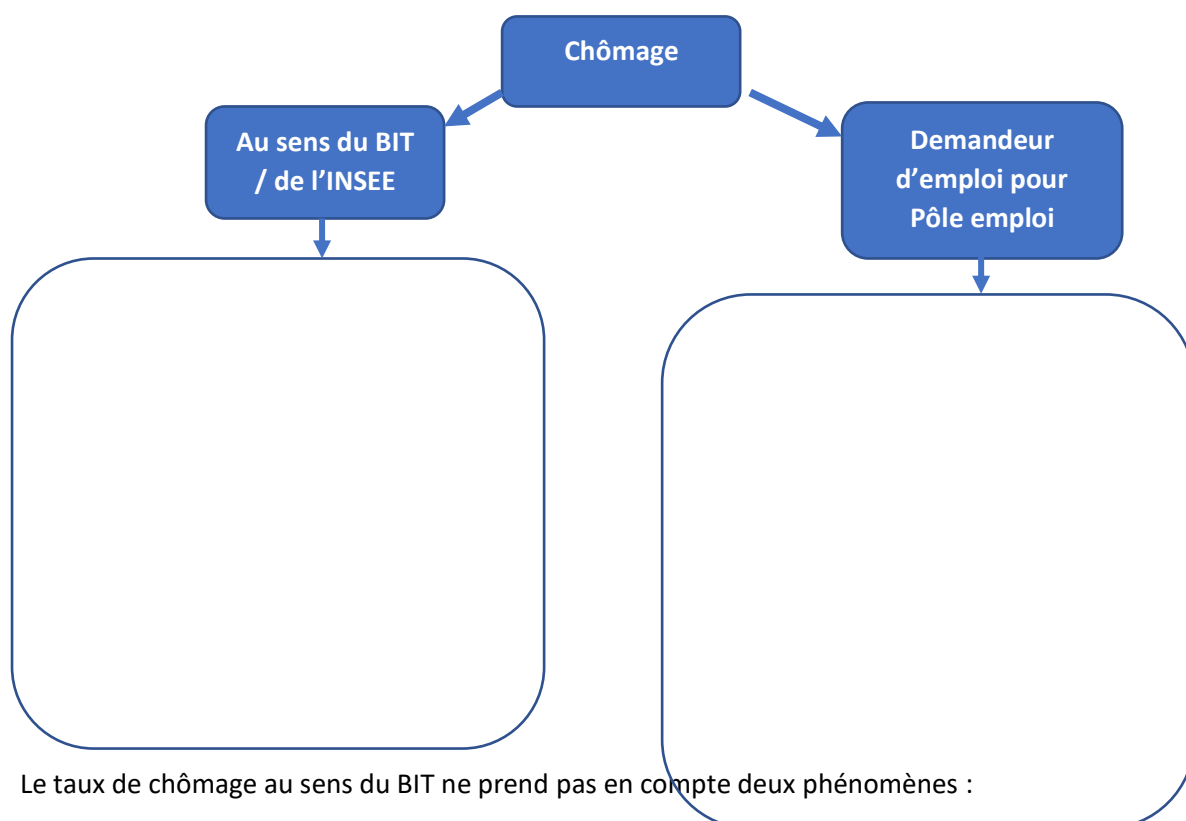 Chômage
Au sens du BIT
/ de l’INSEE
Demandeur
d’emploi pour
Pôle emploi
Le taux de chômage au sens du BIT ne prend pas en compte deux phénomènes :